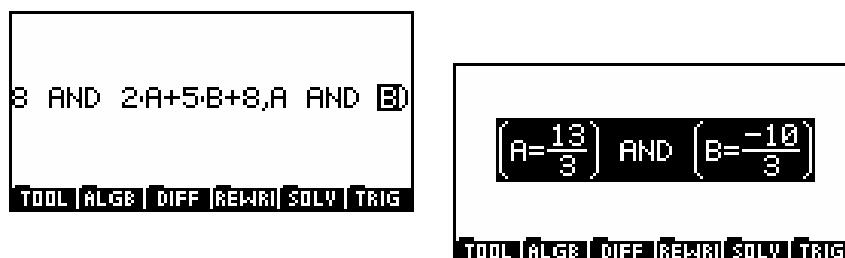 8 AND 2·A+5·B+8,A AND B)
TOOL ALGB DIFF REWRI SOLV TRIG
(A=13/3) AND (B=-10/3)
TOOL ALGB DIFF REWRI SOLV TRIG